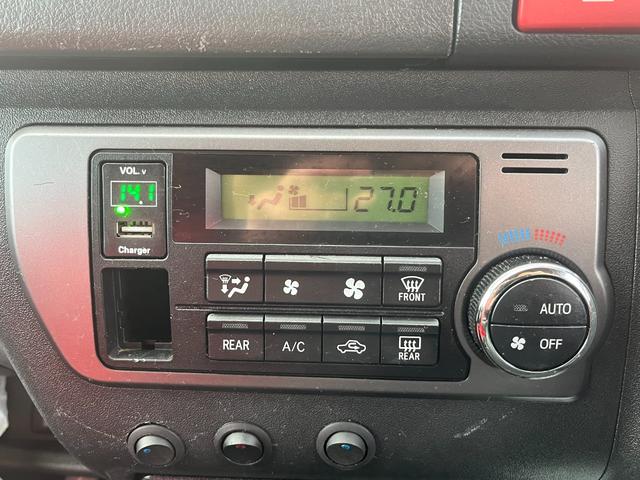 VOL. v
14.1
Charger
27.0
FRONT
REAR
A/C
REAR
AUTO
OFF